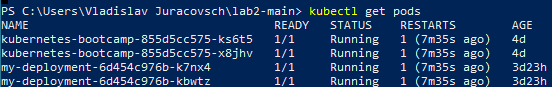 PS C:\Users\Vladislav Juracovsch\lab2-main> kubectl get pods
NAME READY STATUS RESTARTS AGE
kubernetes-bootcamp-855d5cc575-ks6t5 1/1 Running 1 (7m35s ago) 4d
kubernetes-bootcamp-855d5cc575-x8jhv 1/1 Running 1 (7m35s ago) 4d
my-deployment-6d454c976b-k7nx4 1/1 Running 1 (7m35s ago) 3d23h
my-deployment-6d454c976b-kbwtz 1/1 Running 1 (7m35s ago) 3d23h